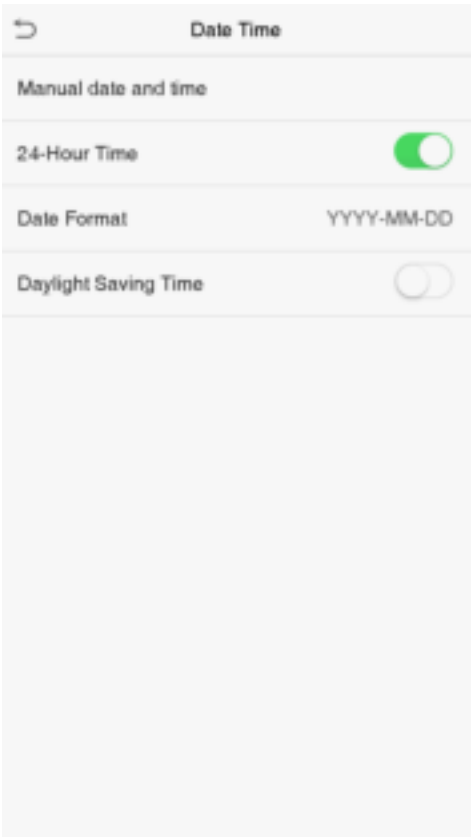 Date Time
Manual date and time
24-Hour Time
Date Format YYYY-MM-DD
Daylight Saving Time